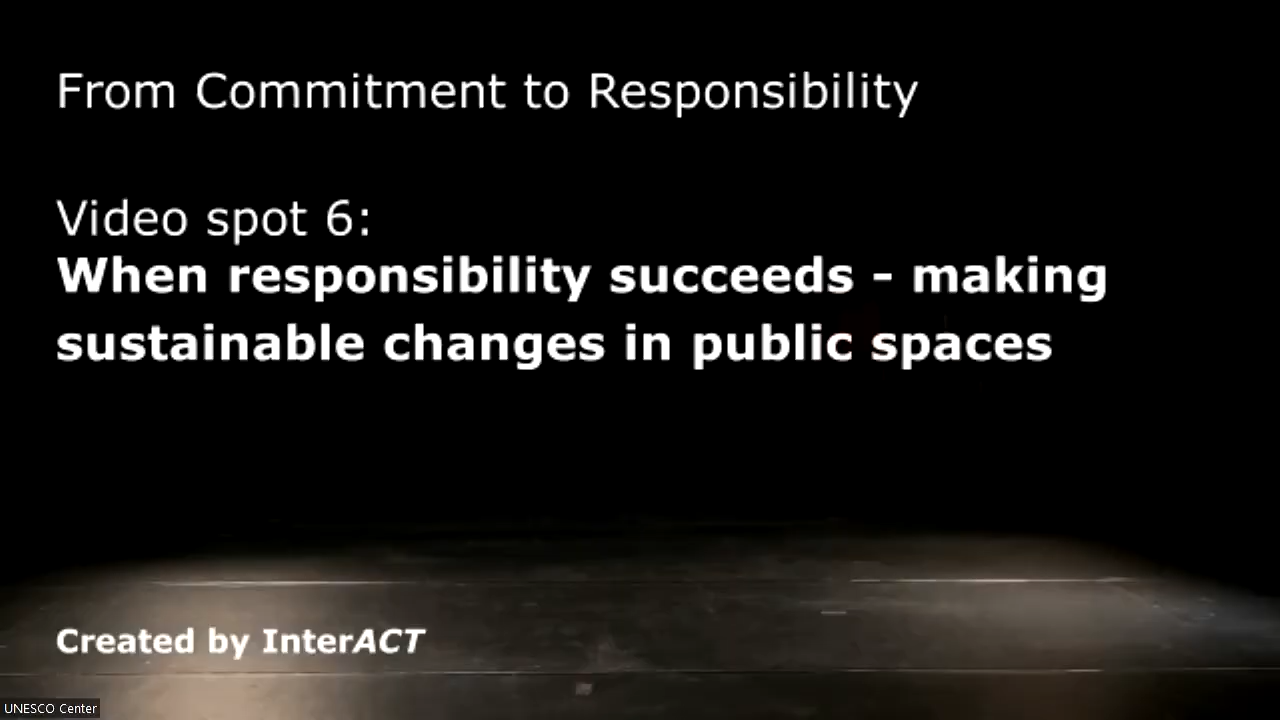 From Commitment to Responsibility
Video spot 6:
When responsibility succeeds - making
sustainable changes in public spaces
Created by InterACT
UNESCO Center